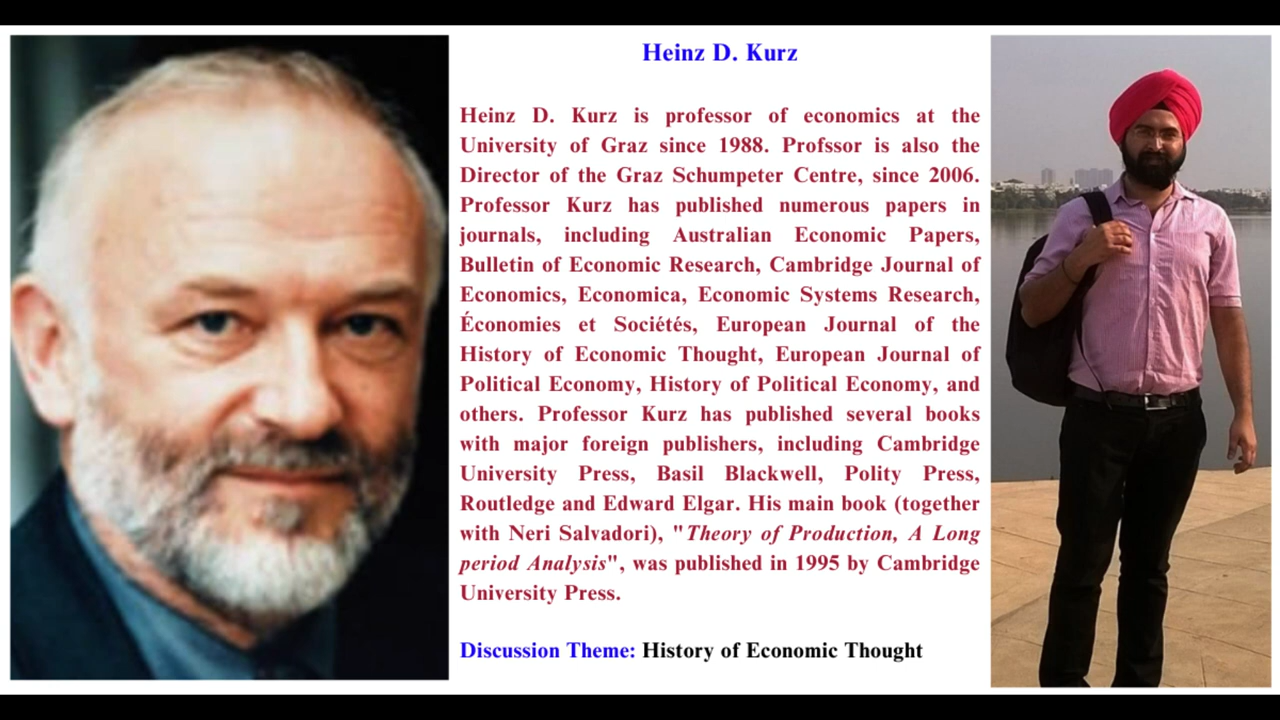 Heinz D. Kurz
Heinz D. Kurz is professor of economics at the
University of Graz since 1988. Profssor is also the
Director of the Graz Schumpeter Centre, since 2006.
Professor Kurz has published numerous papers in
journals, including Australian Economic Papers,
Bulletin of Economic Research, Cambridge Journal of
Economics, Economica, Economic Systems Research,
Économies et Sociétés, European Journal of the
History of Economic Thought, European Journal of
Political Economy, History of Political Economy, and
others. Professor Kurz has published several books
with major foreign publishers, including Cambridge
University Press, Basil Blackwell, Polity Press,
Routledge and Edward Elgar. His main book (together
with Neri Salvadori), "Theory of Production, A Long
period Analysis", was published in 1995 by Cambridge
University Press.
Discussion Theme: History of Economic Thought